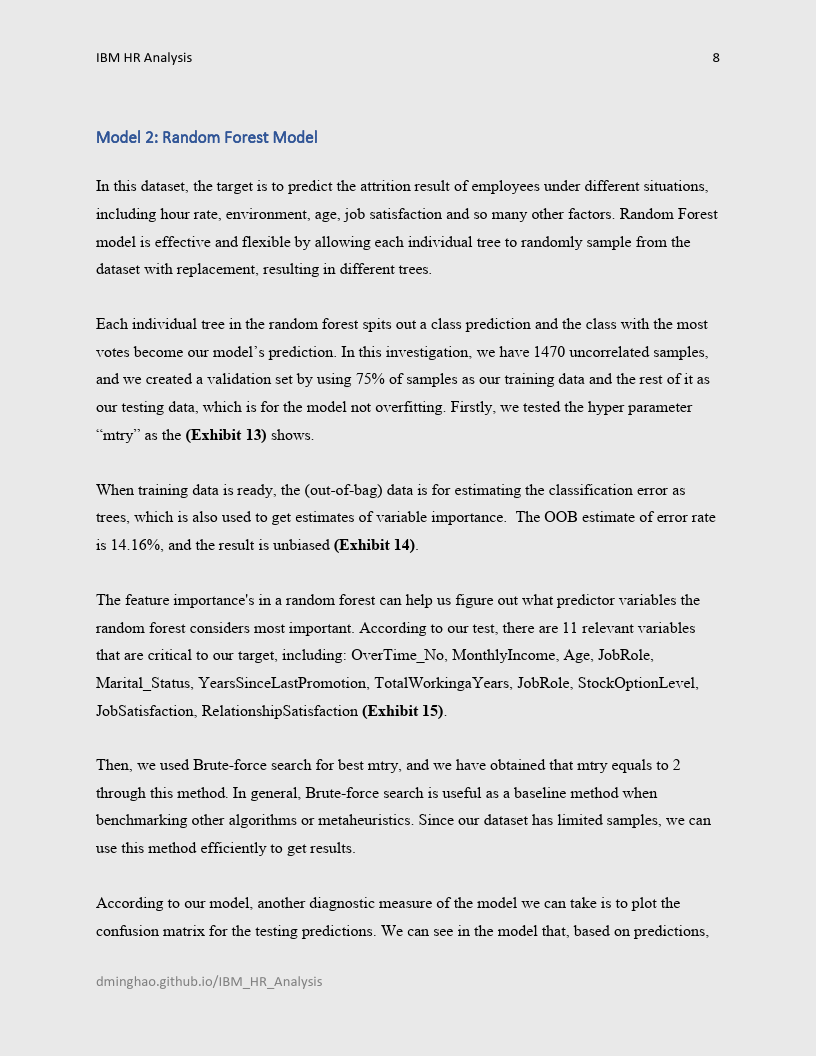 IBM HR Analysis 8
Model 2: Random Forest Model
In this dataset, the target is to predict the attrition result of employees under different situations,
including hour rate, environment, age, job satisfaction and so many other factors. Random Forest
model is effective and flexible by allowing each individual tree to randomly sample from the
dataset with replacement, resulting in different trees.
Each individual tree in the random forest spits out a class prediction and the class with the most
votes become our model’s prediction. In this investigation, we have 1470 uncorrelated samples,
and we created a validation set by using 75% of samples as our training data and the rest of it as
our testing data, which is for the model not overfitting. Firstly, we tested the hyper parameter
“mtry” as the (Exhibit 13) shows.
When training data is ready, the (out-of-bag) data is for estimating the classification error as
trees, which is also used to get estimates of variable importance.  The OOB estimate of error rate
is 14.16%, and the result is unbiased (Exhibit 14).
The feature importance's in a random forest can help us figure out what predictor variables the
random forest considers most important. According to our test, there are 11 relevant variables
that are critical to our target, including: OverTime_No, MonthlyIncome, Age, JobRole,
Marital_Status, YearsSinceLastPromotion, TotalWorkingaYears, JobRole, StockOptionLevel,
JobSatisfaction, RelationshipSatisfaction (Exhibit 15).
Then, we used Brute-force search for best mtry, and we have obtained that mtry equals to 2
through this method. In general, Brute-force search is useful as a baseline method when
benchmarking other algorithms or metaheuristics. Since our dataset has limited samples, we can
use this method efficiently to get results.
According to our model, another diagnostic measure of the model we can take is to plot the
confusion matrix for the testing predictions. We can see in the model that, based on predictions,
dminghao.github.io/IBM_HR_Analysis